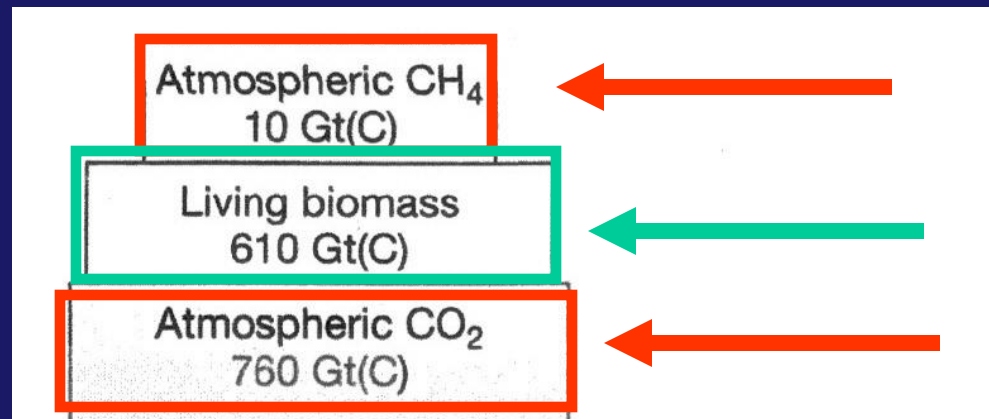 Atmospheric CH₄
10 Gt(C)
Living biomass
610 Gt(C)
Atmospheric CO₂
760 Gt(C)